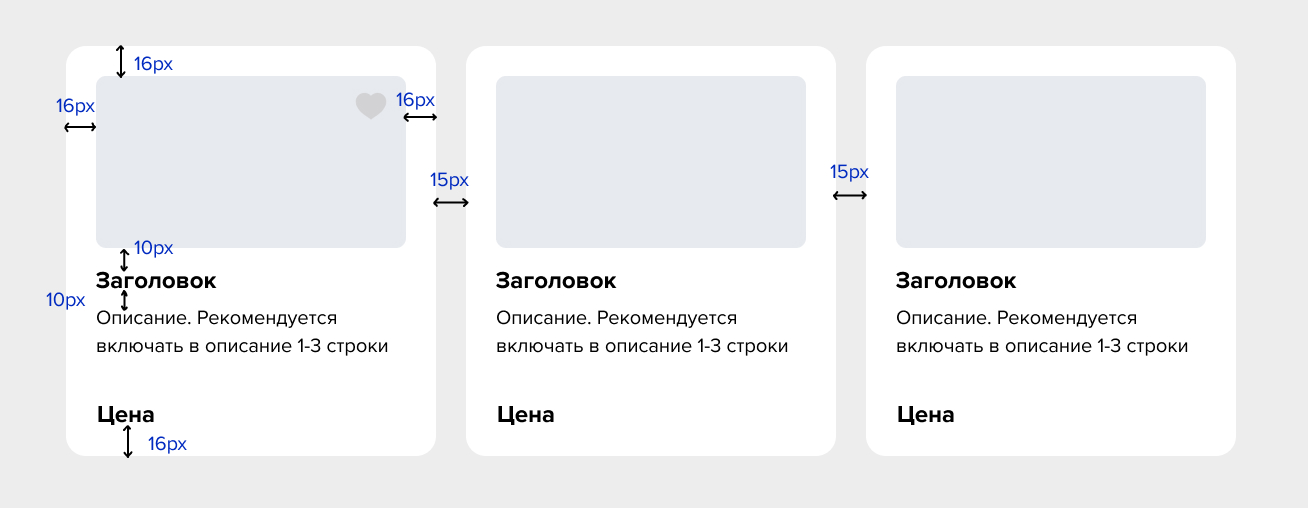 16px
16px
16px
15px
15px
10px
Заголовок
10px
Описание. Рекомендуется
включать в описание 1-3 строки
Цена
16px
Заголовок
Описание. Рекомендуется
включать в описание 1-3 строки
Цена
Заголовок
Описание. Рекомендуется
включать в описание 1-3 строки
Цена